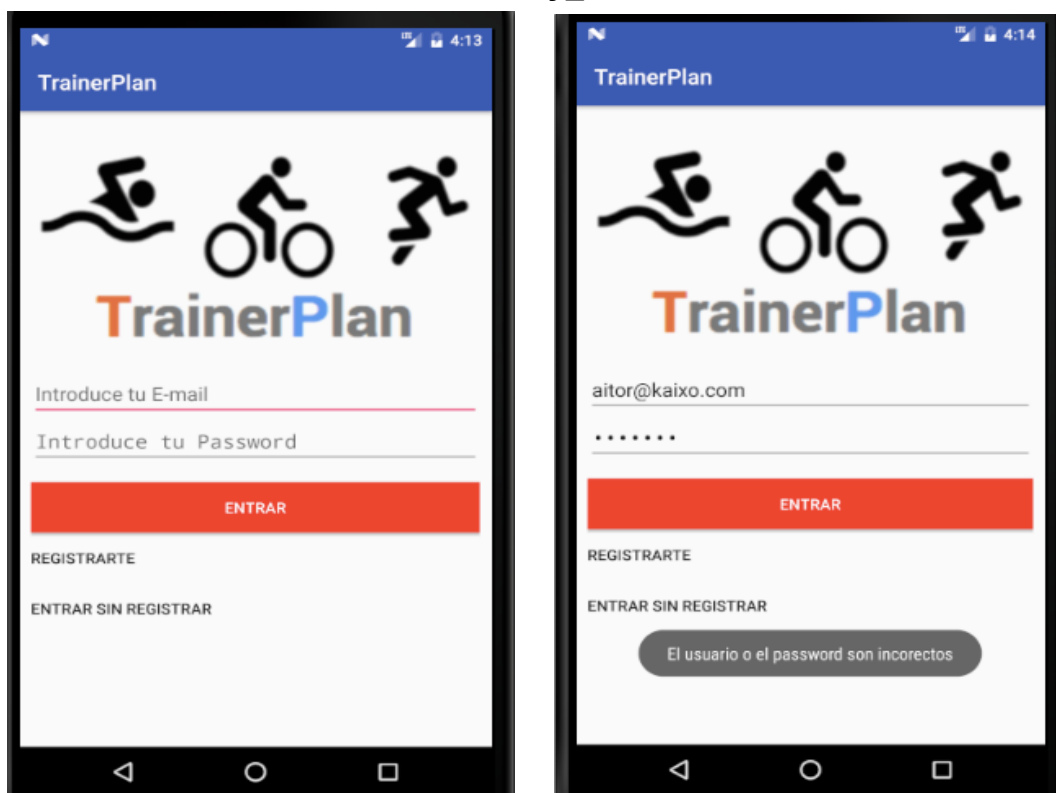 4:13
TrainerPlan
TrainerPlan
Introduce tu E-mail
Introduce tu Password
ENTRAR
REGISTRARTE
ENTRAR SIN REGISTRAR
4:14
TrainerPlan
TrainerPlan
aitor@kaixo.com
•••••••
ENTRAR
REGISTRARTE
ENTRAR SIN REGISTRAR
El usuario o el password son incorectos